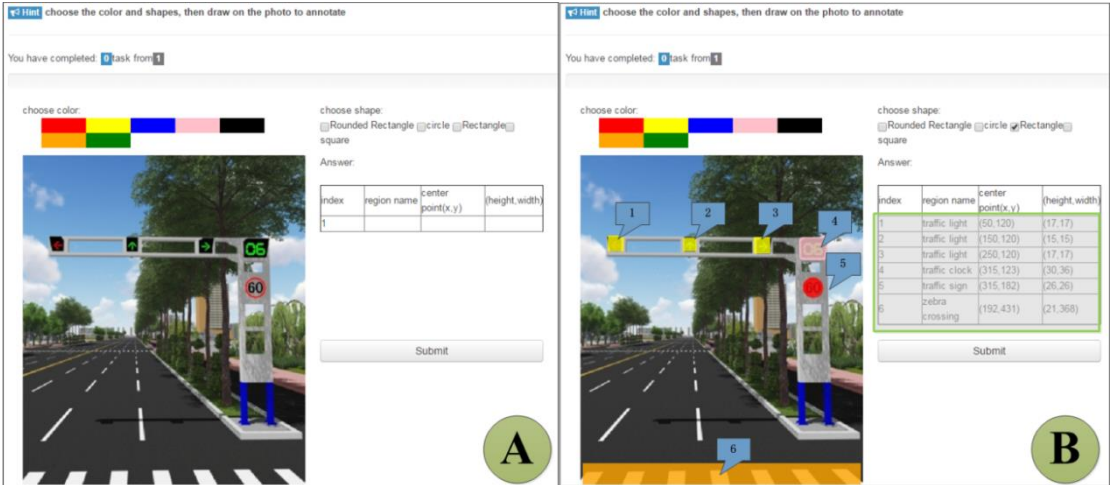 Hint choose the color and shapes, then draw on the photo to annotate
You have completed: 0 task from 1
choose color:
choose shape:
Rounded Rectangle circle Rectangle
square
Answer:
index region name center point(x,y) (height,width)
1
06
60
Submit
A
Hint choose the color and shapes, then draw on the photo to annotate
You have completed: 0 task from 1
choose color:
choose shape:
Rounded Rectangle circle Rectangle
square
Answer:
index region name center point(x,y) (height,width)
1 traffic light (50,120) (17,17)
2 traffic light (150,120) (15,15)
3 traffic light (250,120) (17,17)
4 traffic clock (315,123) (30,36)
5 traffic sign (315,182) (26,26)
6 zebra crossing (192,431) (21,368)
1
2
3
4
06
5
60
6
Submit
B